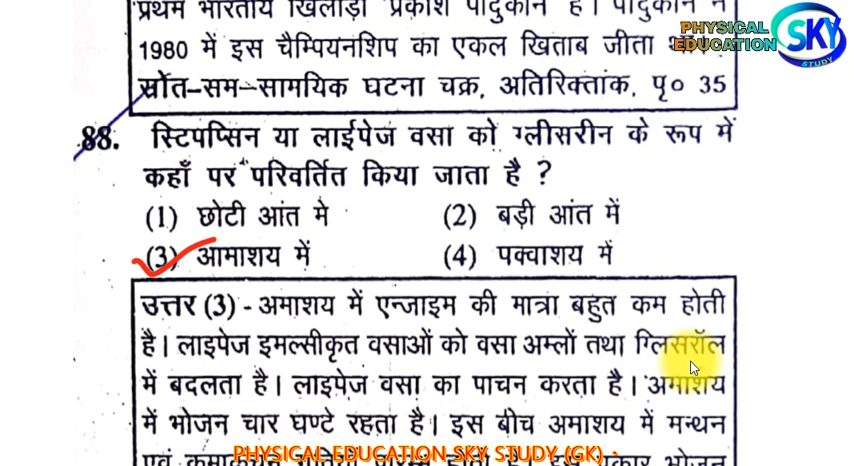 प्रथम भारतीय खिलाड़ी प्रकाश पादुकोन हैं। पादुकोन ने
1980 में इस चैम्पियनशिप का एकल खिताब जीता
स्रोत–सम–सामयिक घटना चक्र, अतिरिक्तांक, पृ० 35
PHYSICAL
EDUCATION
SKY
STUDY
88. स्टिपप्सिन या लाईपेज वसा को ग्लीसरीन के रूप में
कहाँ पर परिवर्तित किया जाता है ?
(1) छोटी आंत मे (2) बड़ी आंत में
(3) आमाशय में (4) पक्वाशय में
उत्तर (3) - अमाशय में एन्जाइम की मात्रा बहुत कम होती
है। लाइपेज इमल्सीकृत वसाओं को वसा अम्लों तथा ग्लिसरॉल
में बदलता है। लाइपेज वसा का पाचन करता है। अमाशय
में भोजन चार घण्टे रहता है। इस बीच अमाशय में मन्थन
एवं
PHYSICAL EDUCATION SKY STUDY (GK) -